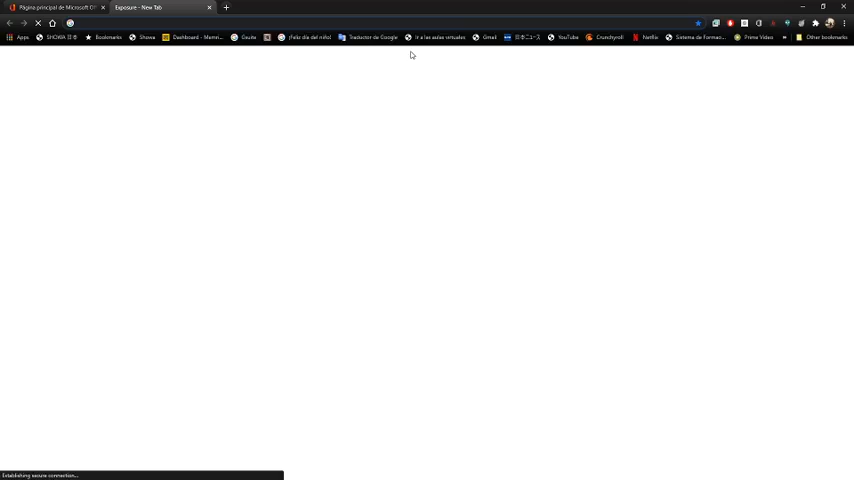 Página principal de Microsoft Of
Exposure - New Tab
Apps
SHOWA 日本
Bookmarks
Showa
Dashboard - Memri...
Gsuite
¡Feliz día del niño!
Traductor de Google
Ir a las aulas virtuales
Gmail
日本ニュース
YouTube
Crunchyroll
Netflix
Sistema de Formac...
Prime Video
»
Other bookmarks
Establishing secure connection...